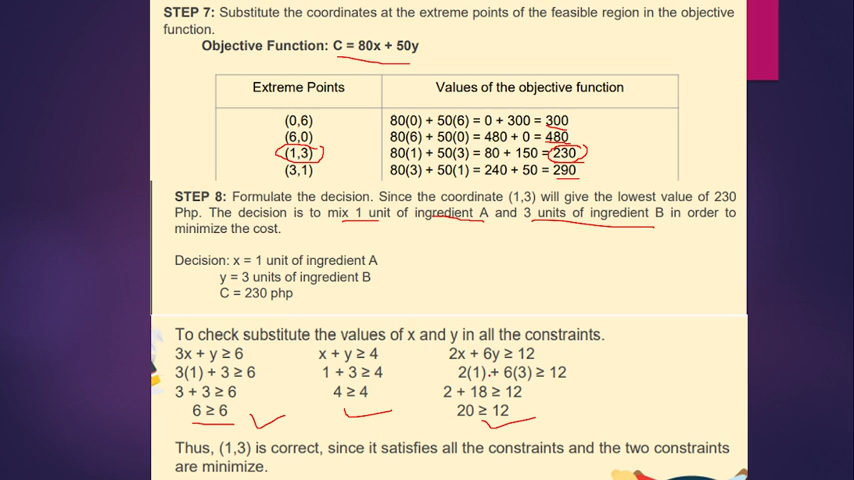 STEP 7: Substitute the coordinates at the extreme points of the feasible region in the objective
function.
Objective Function: C = 80x + 50y
Extreme Points Values of the objective function
(0,6) 80(0) + 50(6) = 0 + 300 = 300
(6,0) 80(6) + 50(0) = 480 + 0 = 480
(1,3) 80(1) + 50(3) = 80 + 150 = 230
(3,1) 80(3) + 50(1) = 240 + 50 = 290
STEP 8: Formulate the decision. Since the coordinate (1,3) will give the lowest value of 230
Php. The decision is to mix 1 unit of ingredient A and 3 units of ingredient B in order to
minimize the cost.
Decision: x = 1 unit of ingredient A
y = 3 units of ingredient B
C = 230 php
To check substitute the values of x and y in all the constraints.
3x + y ≥ 6 x + y ≥ 4 2x + 6y ≥ 12
3(1) + 3 ≥ 6 1 + 3 ≥ 4 2(1) + 6(3) ≥ 12
3 + 3 ≥ 6 4 ≥ 4 2 + 18 ≥ 12
6 ≥ 6 20 ≥ 12
Thus, (1,3) is correct, since it satisfies all the constraints and the two constraints
are minimize.